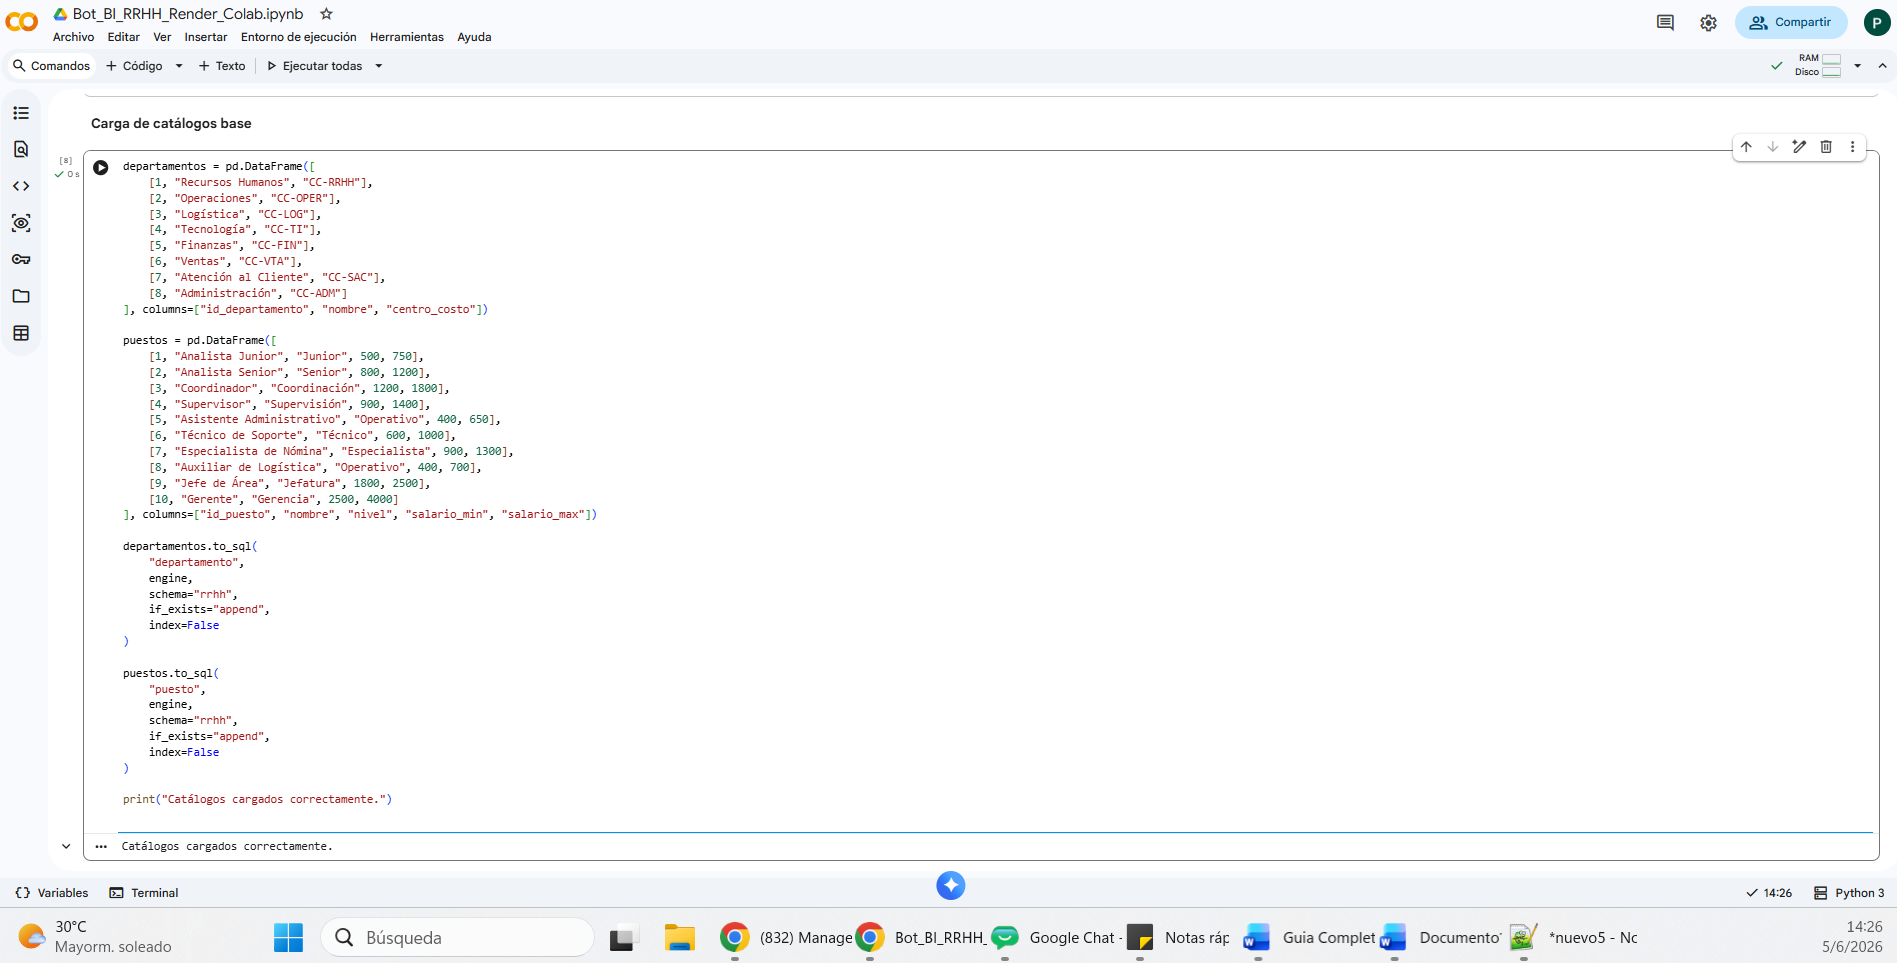 Bot_BI_RRHH_Render_Colab.ipynb
Archivo Editar Ver Insertar Entorno de ejecución Herramientas Ayuda
Compartir
P
Comandos + Código + Texto Ejecutar todas
RAM
Disco
Carga de catálogos base
[8]
0 s
departamentos = pd.DataFrame([
[1, "Recursos Humanos", "CC-RRHH"],
[2, "Operaciones", "CC-OPER"],
[3, "Logística", "CC-LOG"],
[4, "Tecnología", "CC-TI"],
[5, "Finanzas", "CC-FIN"],
[6, "Ventas", "CC-VTA"],
[7, "Atención al Cliente", "CC-SAC"],
[8, "Administración", "CC-ADM"]
], columns=["id_departamento", "nombre", "centro_costo"])
puestos = pd.DataFrame([
[1, "Analista Junior", "Junior", 500, 750],
[2, "Analista Senior", "Senior", 800, 1200],
[3, "Coordinador", "Coordinación", 1200, 1800],
[4, "Supervisor", "Supervisión", 900, 1400],
[5, "Asistente Administrativo", "Operativo", 400, 650],
[6, "Técnico de Soporte", "Técnico", 600, 1000],
[7, "Especialista de Nómina", "Especialista", 900, 1300],
[8, "Auxiliar de Logística", "Operativo", 400, 700],
[9, "Jefe de Área", "Jefatura", 1800, 2500],
[10, "Gerente", "Gerencia", 2500, 4000]
], columns=["id_puesto", "nombre", "nivel", "salario_min", "salario_max"])
departamentos.to_sql(
"departamento",
engine,
schema="rrhh",
if_exists="append",
index=False
)
puestos.to_sql(
"puesto",
engine,
schema="rrhh",
if_exists="append",
index=False
)
print("Catálogos cargados correctamente.")
Catálogos cargados correctamente.
Variables Terminal
14:26 Python 3
30°C
Mayorm. soleado
Búsqueda
(832) Manage
Bot_BI_RRHH_
Google Chat -
Notas ráp
Guia Complet
Documento
*nuevo5 - No
14:26
5/6/2026